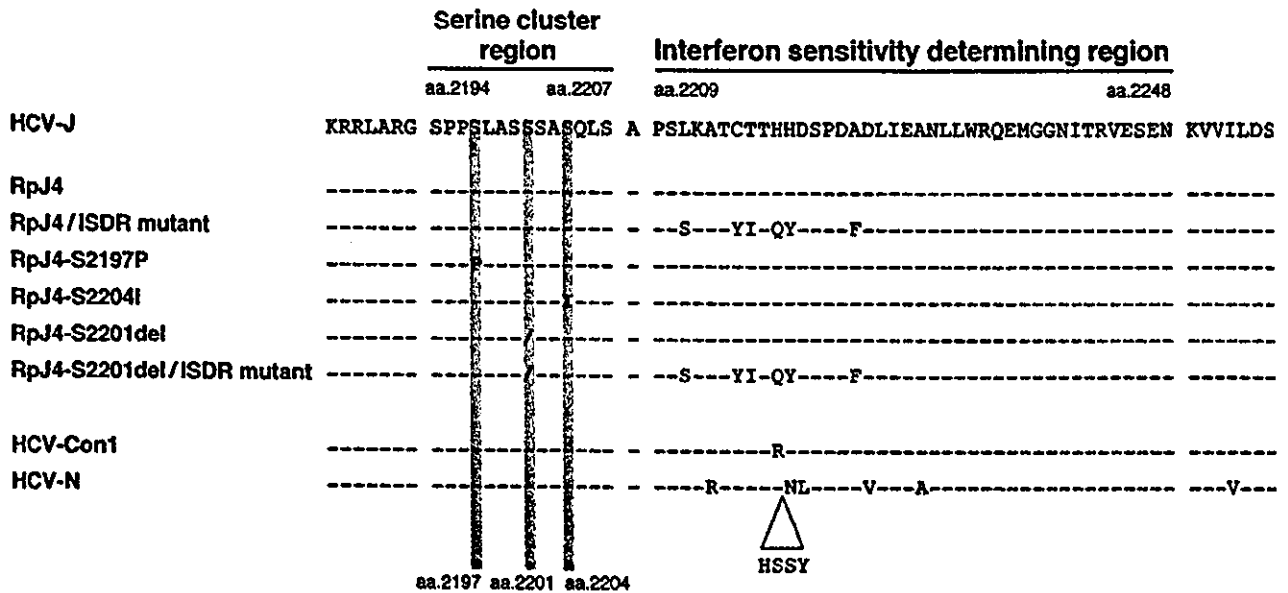 Serine cluster
region
Interferon sensitivity determining region
aa.2194 aa.2207 aa.2209 aa.2248
HCV-J KRRLARG SPPSLASSSASQLS A PSLKATCTTHHDSPDADLIEANLLWRQEMGGNITRVESEN KVVILDS
RpJ4 ------- -------------- - ---------------------------------------- -------
RpJ4/ISDR mutant ------- -------------- - --S---YI-QY----F------------------------ -------
RpJ4-S2197P ------- ---P---------- - ---------------------------------------- -------
RpJ4-S2204I ------- ----------I--- - ---------------------------------------- -------
RpJ4-S2201del ------- -------/------ - ---------------------------------------- -------
RpJ4-S2201del/ISDR mutant ------- -------/------ - --S---YI-QY----F------------------------ -------
HCV-Con1 ------- -------------- - ---------R------------------------------ -------
HCV-N ------- -------------- - ----R-----NL----V---A------------------- ---V---
HSSY
aa.2197 aa.2201 aa.2204